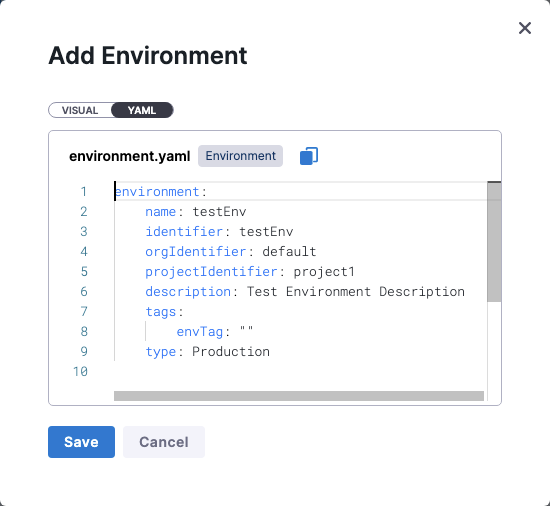 Add Environment
VISUAL YAML
environment.yaml Environment
1 environment:
2 name: testEnv
3 identifier: testEnv
4 orgIdentifier: default
5 projectIdentifier: project1
6 description: Test Environment Description
7 tags:
8 envTag: ""
9 type: Production
10
Save Cancel